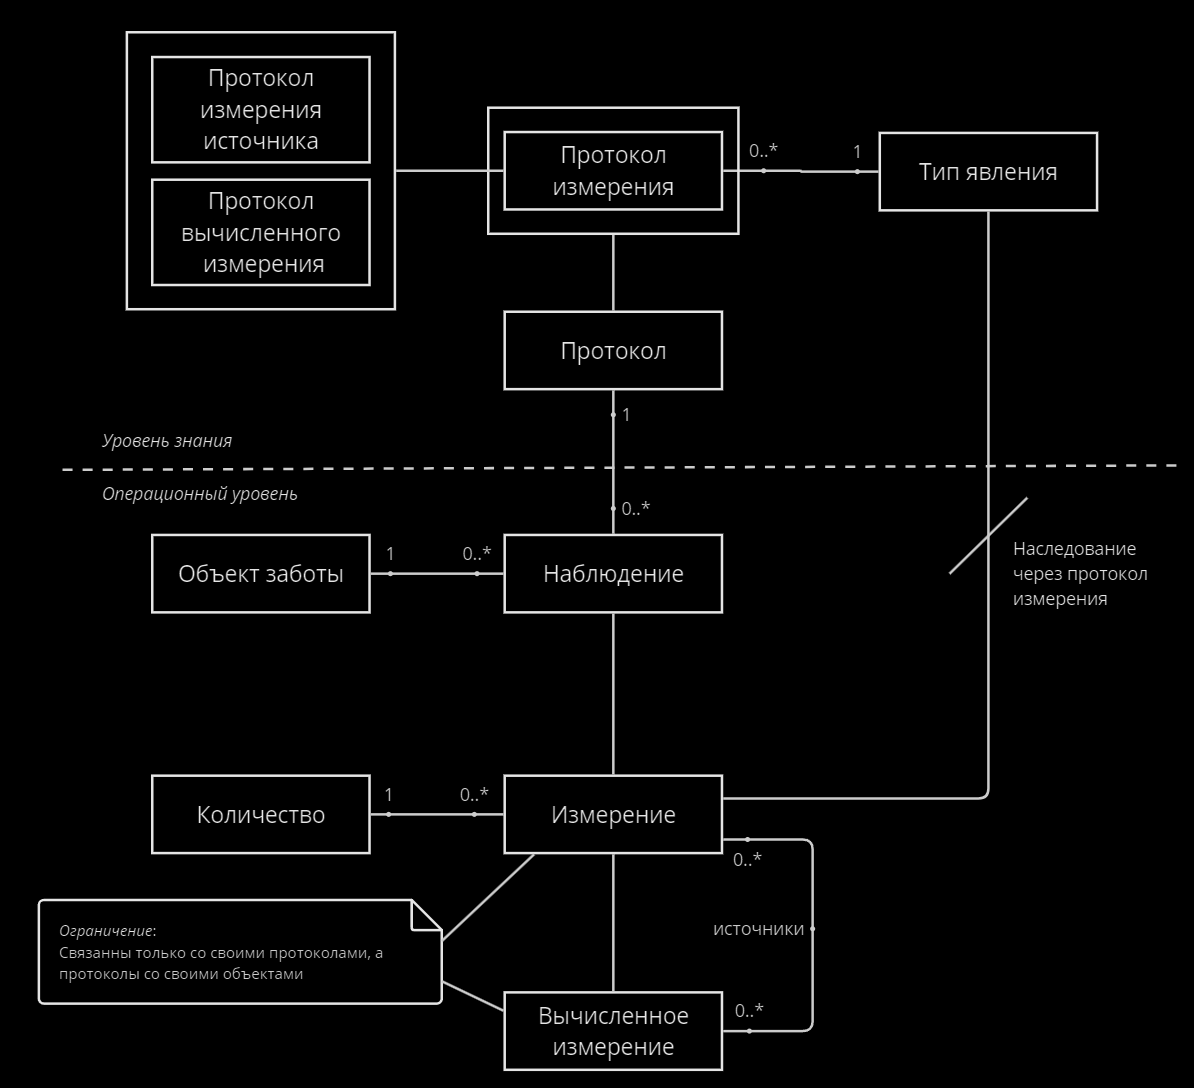 Протокол
измерения
источника
Протокол
вычисленного
измерения
Протокол
измерения
0..*
1
Тип явления
Протокол
1
Уровень знания
Операционный уровень
0..*
Объект заботы
1
0..*
Наблюдение
Наследование
через протокол
измерения
Количество
1
0..*
Измерение
0..*
источники
Ограничение:
Связанны только со своими протоколами, а
протоколы со своими объектами
0..*
Вычисленное
измерение